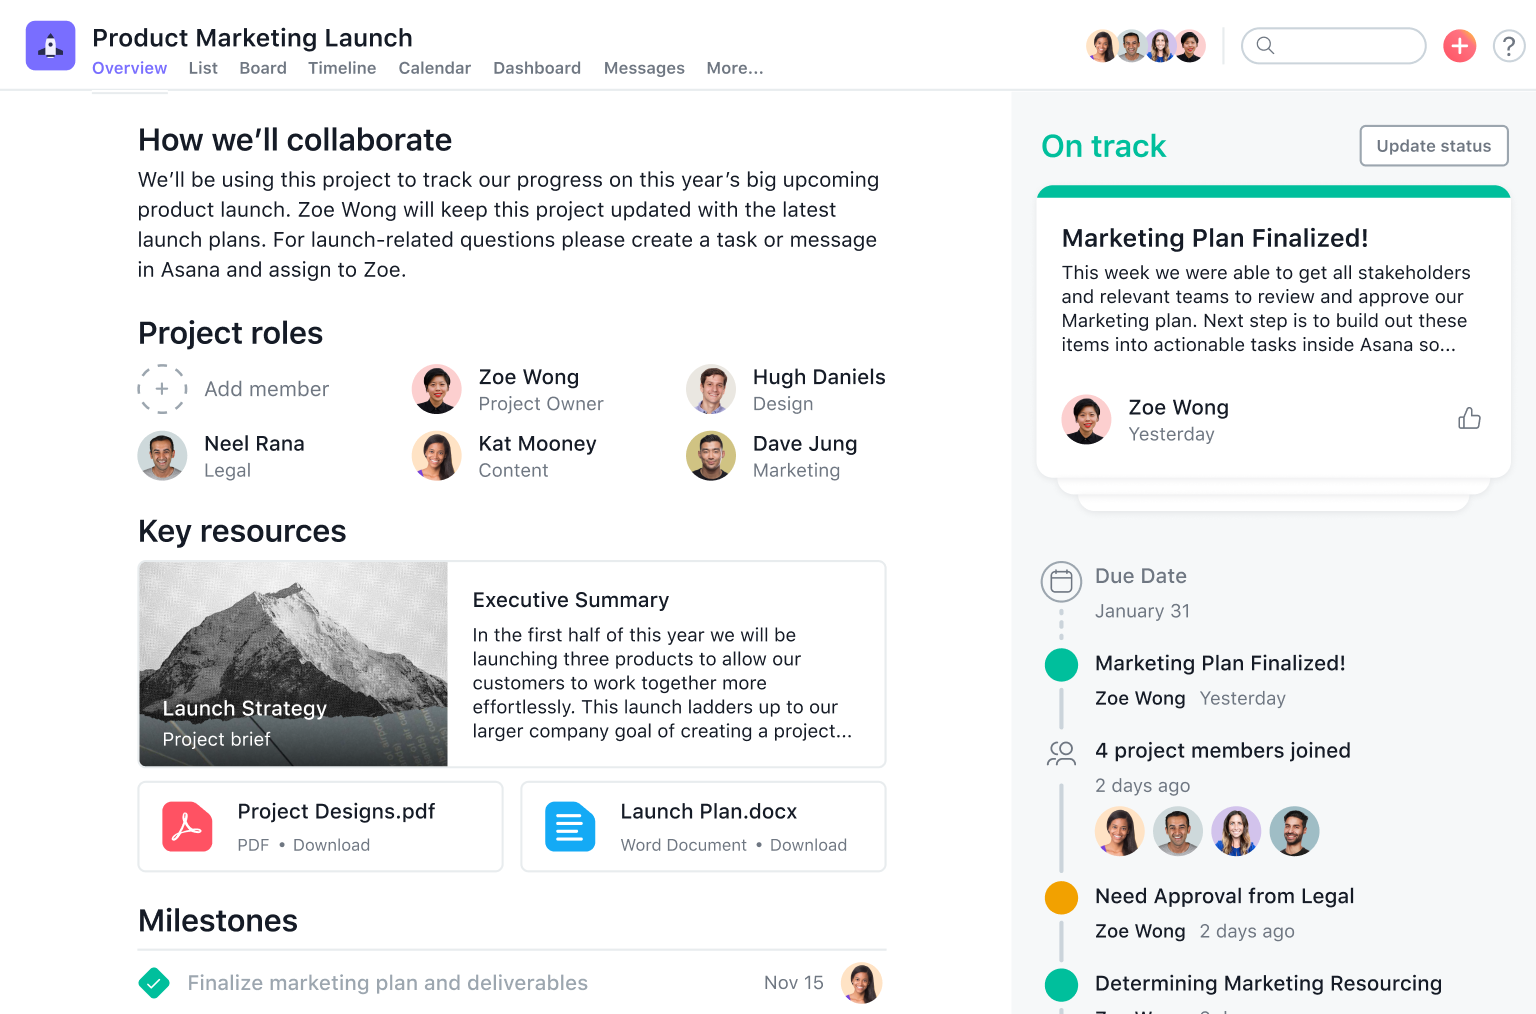 Product Marketing Launch
Overview List Board Timeline Calendar Dashboard Messages More...
?
How we’ll collaborate
We’ll be using this project to track our progress on this year’s big upcoming
product launch. Zoe Wong will keep this project updated with the latest
launch plans. For launch-related questions please create a task or message
in Asana and assign to Zoe.
Project roles
Add member
Zoe Wong
Project Owner
Hugh Daniels
Design
Neel Rana
Legal
Kat Mooney
Content
Dave Jung
Marketing
Key resources
Launch Strategy
Project brief
Executive Summary
In the first half of this year we will be
launching three products to allow our
customers to work together more
effortlessly. This launch ladders up to our
larger company goal of creating a project...
Project Designs.pdf
PDF • Download
Launch Plan.docx
Word Document • Download
Milestones
Finalize marketing plan and deliverables Nov 15
On track
Update status
Marketing Plan Finalized!
This week we were able to get all stakeholders
and relevant teams to review and approve our
Marketing plan. Next step is to build out these
items into actionable tasks inside Asana so...
Zoe Wong
Yesterday
Due Date
January 31
Marketing Plan Finalized!
Zoe Wong Yesterday
4 project members joined
2 days ago
Need Approval from Legal
Zoe Wong 2 days ago
Determining Marketing Resourcing